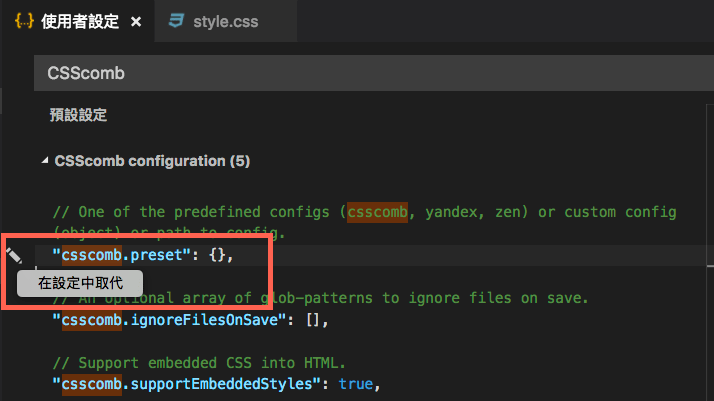 {..} 使用者設定 ×
style.css
CSScomb
預設設定
CSScomb configuration (5)
// One of the predefined configs (csscomb, yandex, zen) or custom config
(object) or path to config.
"csscomb.preset": {},
在設定中取代
// An optional array of glob-patterns to ignore files on save.
"csscomb.ignoreFilesOnSave": [],
// Support embedded CSS into HTML.
"csscomb.supportEmbeddedStyles": true,